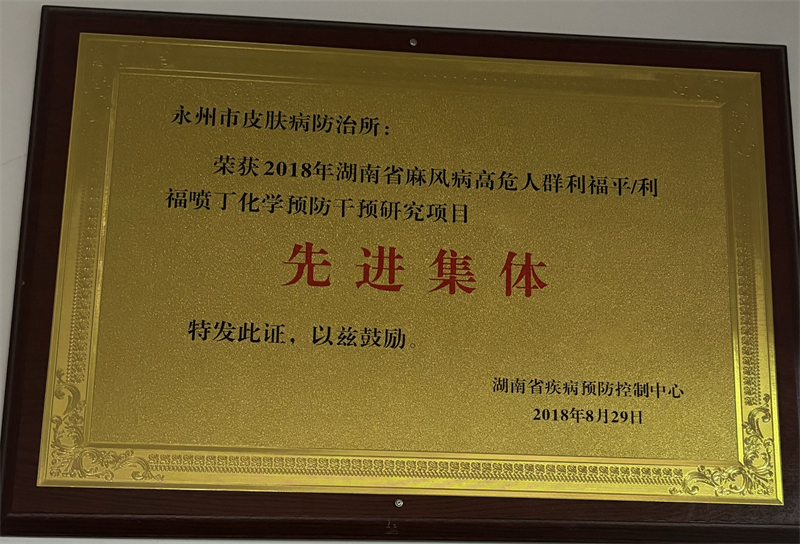 永州市皮肤病防治所：
荣获2018年湖南省麻风病高危人群利福平/利
福喷丁化学预防干预研究项目
先进集体
特发此证，以兹鼓励。
湖南省疾病预防控制中心
2018年8月29日